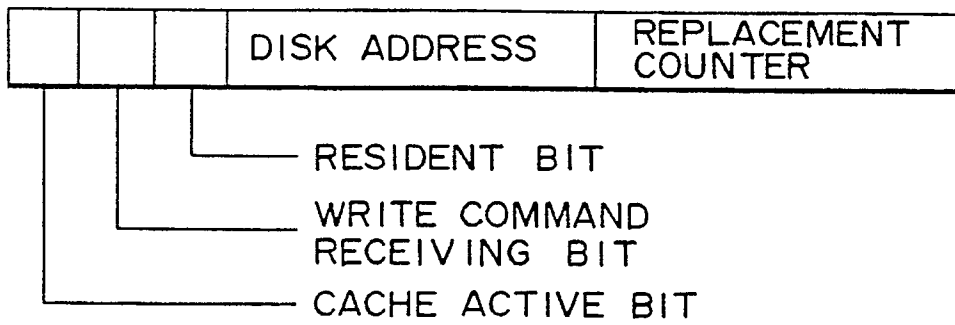 DISK ADDRESS
REPLACEMENT
COUNTER
RESIDENT BIT
WRITE COMMAND
RECEIVING BIT
CACHE ACTIVE BIT